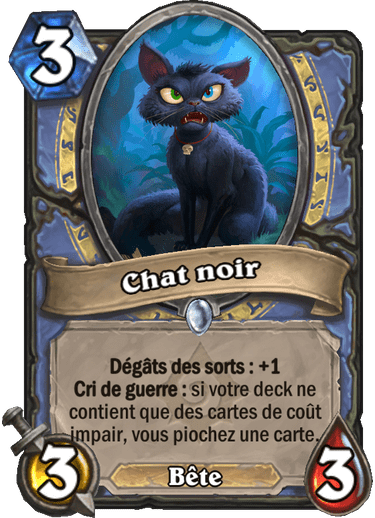 3
Chat noir
Dégâts des sorts : +1
Cri de guerre : si votre deck ne
contient que des cartes de coût
impair, vous piochez une carte.
3
Bête
3